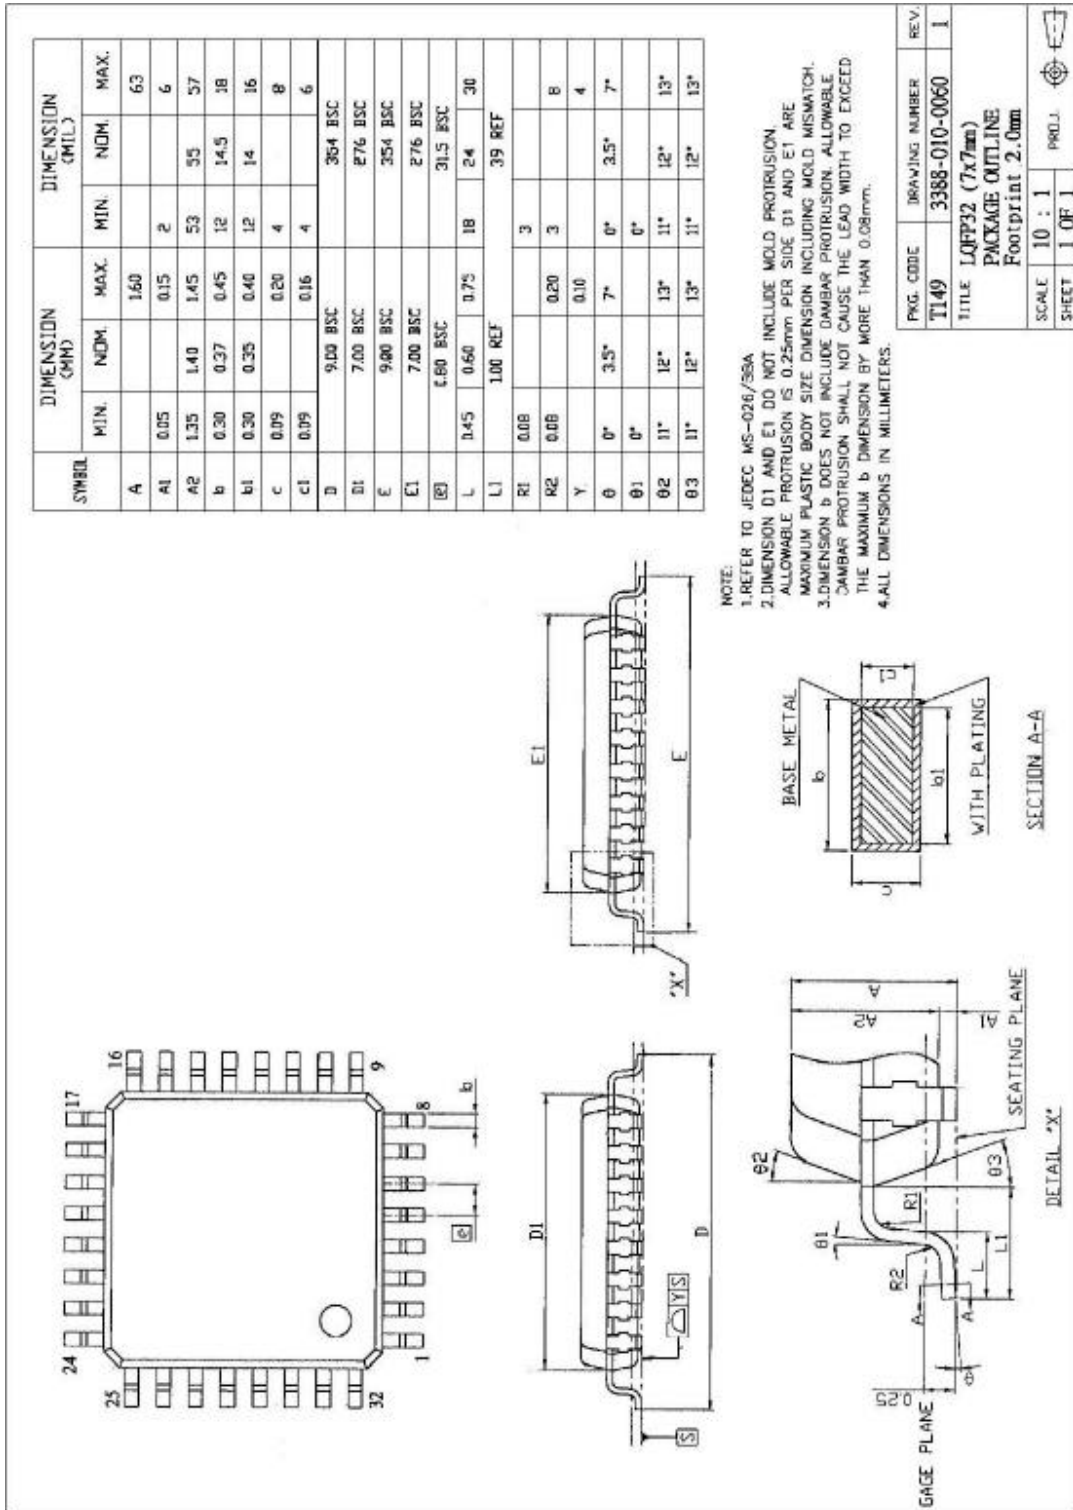 SYMBOL DIMENSION (MM) DIMENSION (MIL)
MIN. NOM. MAX. MIN. NOM. MAX.
A 1.60 63
A1 0.05 0.15 2 6
A2 1.35 1.40 1.45 53 55 57
b 0.30 0.37 0.45 12 14.5 18
b1 0.30 0.35 0.40 12 14 16
c 0.09 0.20 4 8
c1 0.09 0.16 4 6
D 9.00 BSC 354 BSC
D1 7.00 BSC 276 BSC
E 9.00 BSC 354 BSC
E1 7.00 BSC 276 BSC
e 0.80 BSC 31.5 BSC
L 0.45 0.60 0.75 18 24 30
L1 1.00 REF 39 REF
R1 0.08 3
R2 0.08 0.20 3 8
Y 0.10 4
θ 0° 3.5° 7° 0° 3.5° 7°
θ1 0° 0°
θ2 11° 12° 13° 11° 12° 13°
θ3 11° 12° 13° 11° 12° 13°
24
17
25
16
32
9
1
8
e
b
D1
D
Y S
S
E1
E
"X"
NOTE:
1.REFER TO JEDEC MS-026/BBA
2.DIMENSION D1 AND E1 DO NOT INCLUDE MOLD PROTRUSION.
ALLOWABLE PROTRUSION IS 0.25mm PER SIDE D1 AND E1 ARE
MAXIMUM PLASTIC BODY SIZE DIMENSION INCLUDING MOLD MISMATCH.
3.DIMENSION b DOES NOT INCLUDE DAMBAR PROTRUSION. ALLOWABLE
DAMBAR PROTRUSION SHALL NOT CAUSE THE LEAD WIDTH TO EXCEED
THE MAXIMUM b DIMENSION BY MORE THAN 0.08mm.
4.ALL DIMENSIONS IN MILLIMETERS.
GAGE PLANE
0.25
θ
A
A
R2
θ1
L
L1
R1
θ2
θ3
A2
A
A1
SEATING PLANE
DETAIL "X"
BASE METAL
b
c
c1
b1
WITH PLATING
SECTION A-A
PKG. CODE DRAWING NUMBER REV.
T149 3388-010-0060 1
TITLE LQFP32 (7x7mm)
PACKAGE OUTLINE
Footprint 2.0mm
SCALE 10 : 1 PROJ.
SHEET 1 OF 1